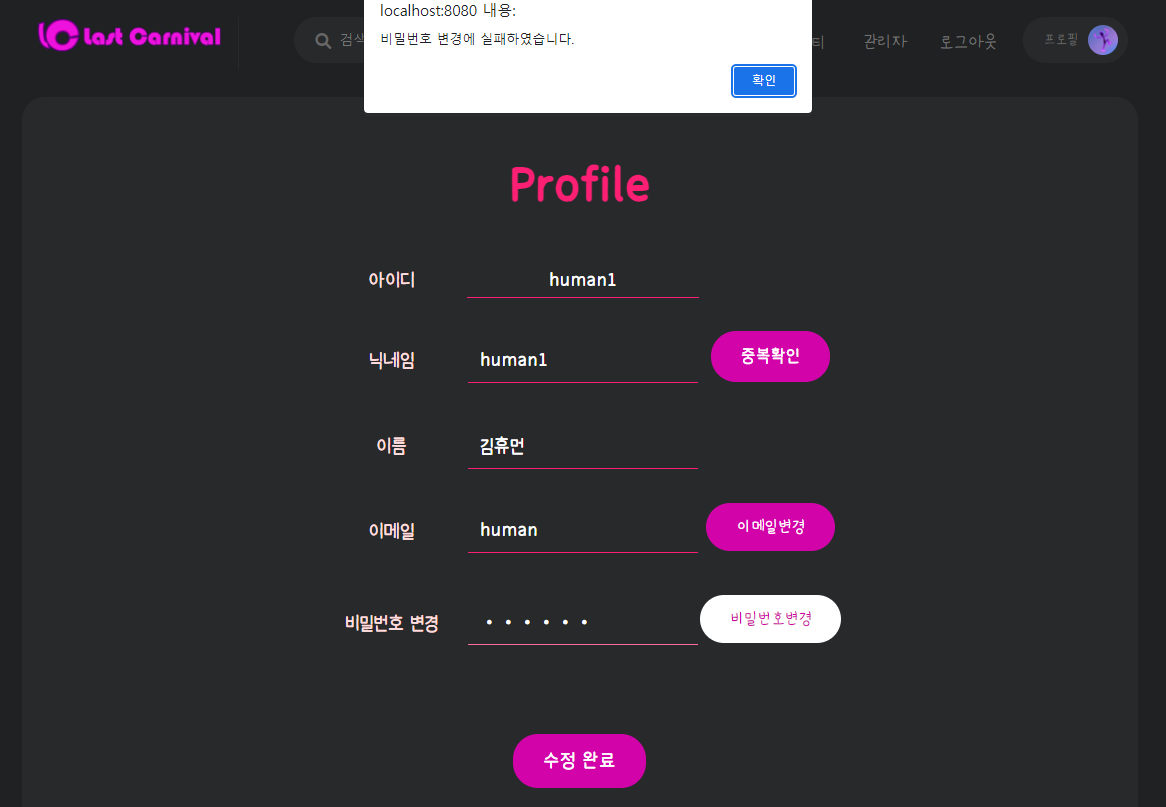 localhost:8080 내용:
비밀번호 변경에 실패하였습니다.
확인
Last Carnival
검색
티
관리자
로그아웃
프로필
Profile
아이디 human1
닉네임 human1 중복확인
이름 김휴먼
이메일 human 이메일변경
비밀번호 변경 • • • • • • 비밀번호변경
수정 완료